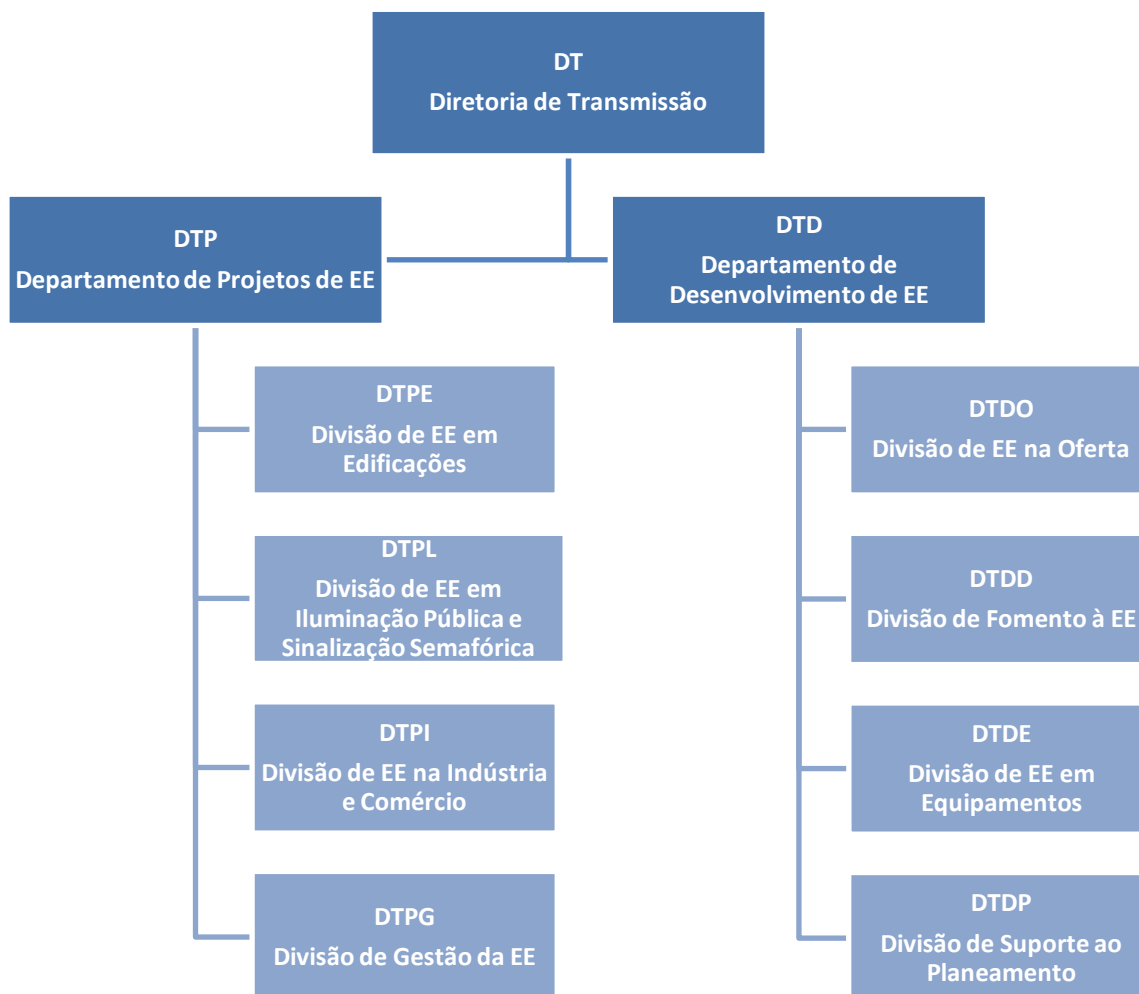 DT
Diretoria de Transmissão
DTP
Departamento de Projetos de EE
DTD
Departamento de
Desenvolvimento de EE
DTPE
Divisão de EE em
Edificações
DTPL
Divisão de EE em
Iluminação Pública e
Sinalização Semafórica
DTPI
Divisão de EE na Indústria
e Comércio
DTPG
Divisão de Gestão da EE
DTDO
Divisão de EE na Oferta
DTDD
Divisão de Fomento à EE
DTDE
Divisão de EE em
Equipamentos
DTDP
Divisão de Suporte ao
Planeamento